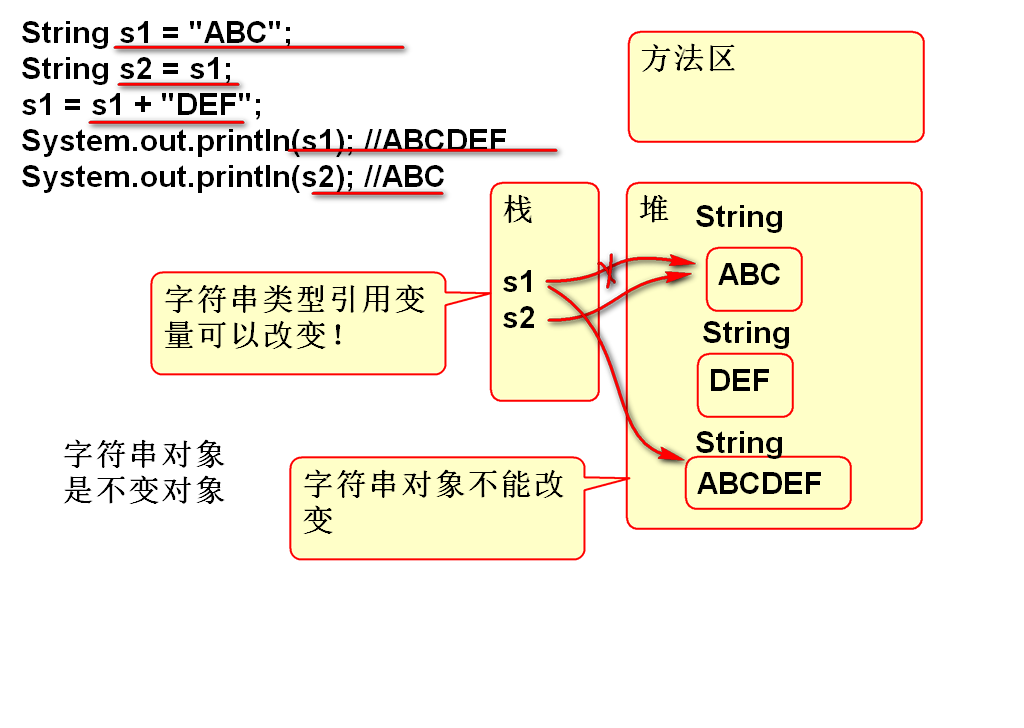 String s1 = "ABC";
String s2 = s1;
s1 = s1 + "DEF";
System.out.println(s1); //ABCDEF
System.out.println(s2); //ABC
方法区
栈
s1
s2
堆
String
ABC
String
DEF
String
ABCDEF
字符串类型引用变
量可以改变！
字符串对象
是不变对象
字符串对象不能改
变